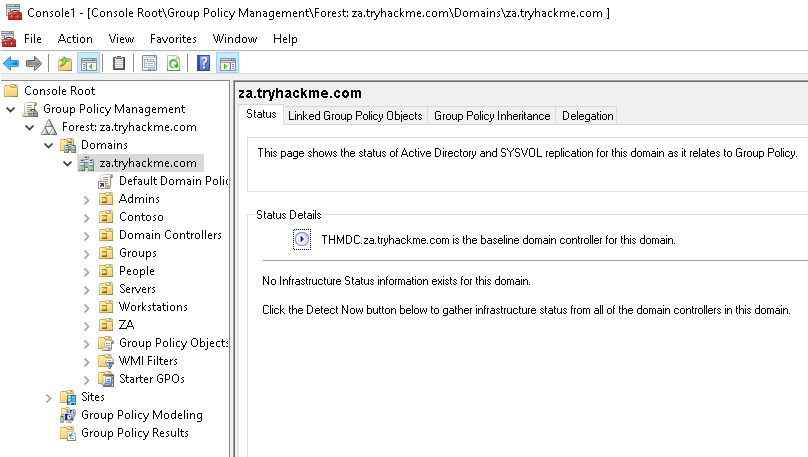 Console1 - [Console Root\Group Policy Management\Forest: za.tryhackme.com\Domains\za.tryhackme.com ]
File Action View Favorites Window Help
Console Root
Group Policy Management
Forest: za.tryhackme.com
Domains
za.tryhackme.com
Default Domain Polic
Admins
Contoso
Domain Controllers
Groups
People
Servers
Workstations
ZA
Group Policy Objects
WMI Filters
Starter GPOs
Sites
Group Policy Modeling
Group Policy Results
za.tryhackme.com
Status Linked Group Policy Objects Group Policy Inheritance Delegation
This page shows the status of Active Directory and SYSVOL replication for this domain as it relates to Group Policy.
Status Details
THMDC.za.tryhackme.com is the baseline domain controller for this domain.
No Infrastructure Status information exists for this domain.
Click the Detect Now button below to gather infrastructure status from all of the domain controllers in this domain.